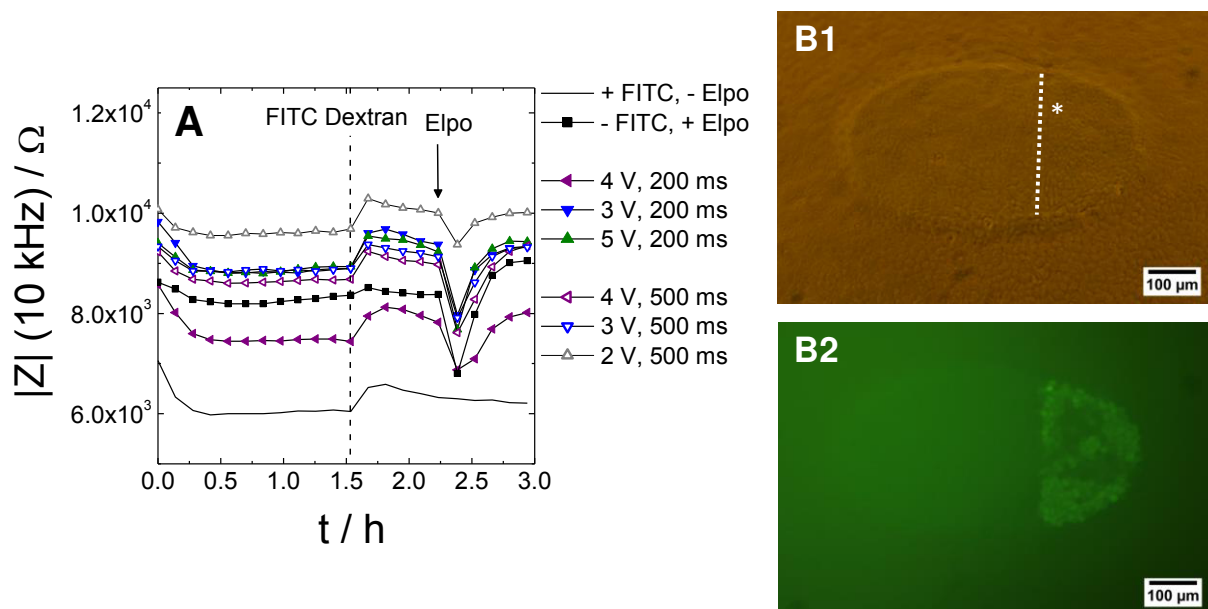 A
FITC Dextran
Elpo
|Z| (10 kHz) / Ω
1.2x10⁴
1.0x10⁴
8.0x10³
6.0x10³
0.0 0.5 1.0 1.5 2.0 2.5 3.0
t / h
+ FITC, - Elpo
- FITC, + Elpo
4 V, 200 ms
3 V, 200 ms
5 V, 200 ms
4 V, 500 ms
3 V, 500 ms
2 V, 500 ms
B1
*
100 µm
B2
100 µm